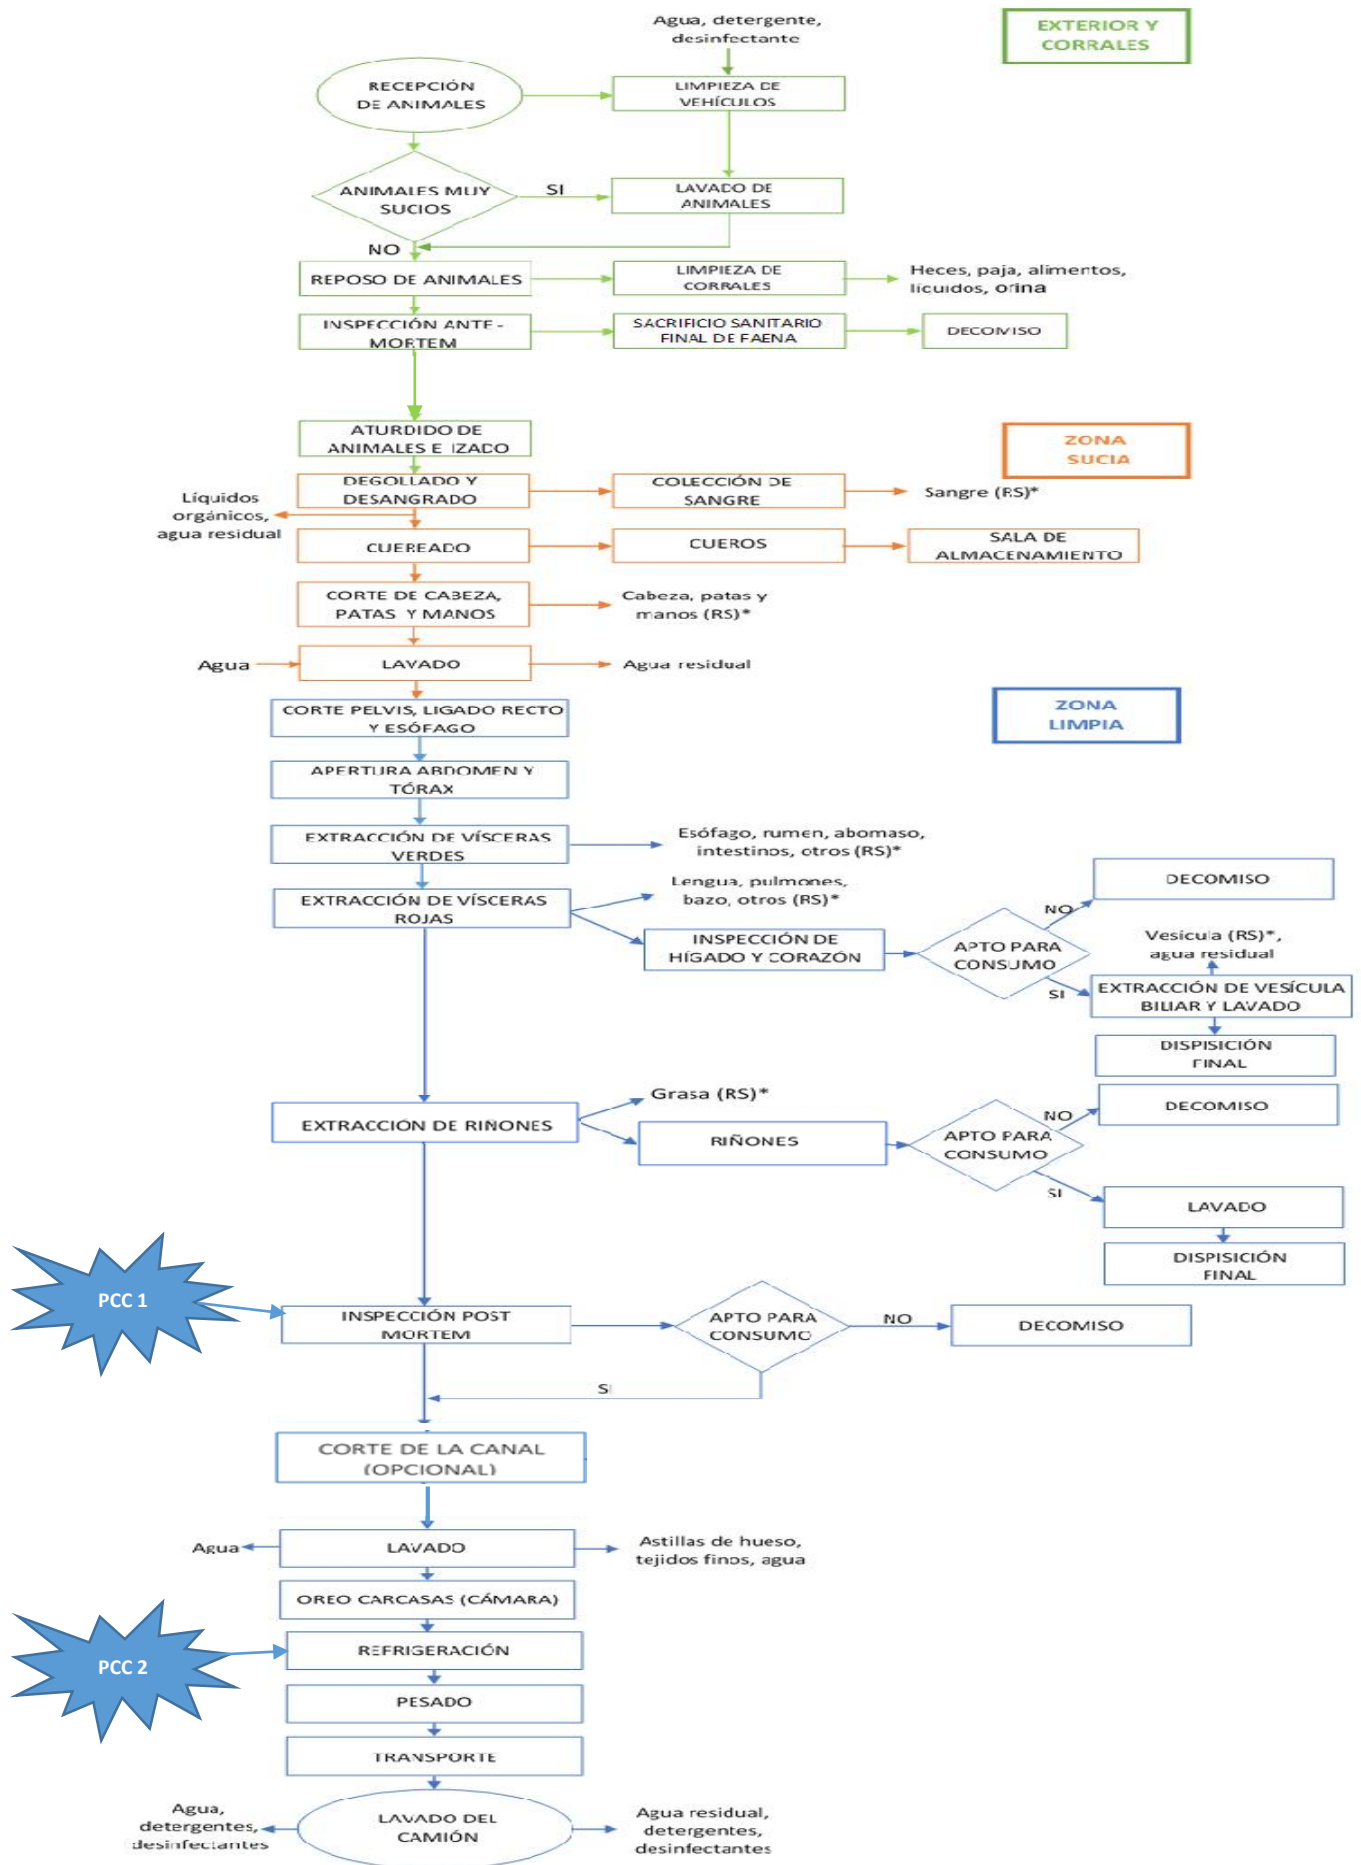 Agua, detergente,
desinfectante
EXTERIOR Y
CORRALES
RECEPCIÓN
DE ANIMALES
LIMPIEZA DE
VEHÍCULOS
ANIMALES MUY
SUCIOS
SI
LAVADO DE
ANIMALES
NO
REPOSO DE ANIMALES
LIMPIEZA DE
CORRALES
Heces, paja, alimentos,
líquidos, orina
INSPECCIÓN ANTE -
MORTEM
SACRIFICIO SANITARIO
FINAL DE FAENA
DECOMISO
ATURDIDO DE
ANIMALES E IZADO
ZONA
SUCIA
DEGOLLADO Y
DESANGRADO
COLECCIÓN DE
SANGRE
Sangre (RS)*
Líquidos
orgánicos,
agua residual
CUEREADO
CUEROS
SALA DE
ALMACENAMIENTO
CORTE DE CABEZA,
PATAS Y MANOS
Cabeza, patas y
manos (RS)*
Agua
LAVADO
Agua residual
CORTE PELVIS, LIGADO RECTO
Y ESÓFAGO
ZONA
LIMPIA
APERTURA ABDOMEN Y
TÓRAX
EXTRACCIÓN DE VÍSCERAS
VERDES
Esófago, rumen, abomaso,
intestinos, otros (RS)*
EXTRACCIÓN DE VÍSCERAS
ROJAS
Lengua, pulmones,
bazo, otros (RS)*
INSPECCIÓN DE
HÍGADO Y CORAZÓN
APTO PARA
CONSUMO
NO
DECOMISO
SI
Vesícula (RS)*,
agua residual
EXTRACCIÓN DE VESÍCULA
BILIAR Y LAVADO
DISPISICIÓN
FINAL
EXTRACCIÓN DE RIÑONES
Grasa (RS)*
RIÑONES
APTO PARA
CONSUMO
NO
DECOMISO
SI
LAVADO
DISPISICIÓN
FINAL
PCC 1
INSPECCIÓN POST
MORTEM
APTO PARA
CONSUMO
NO
DECOMISO
SI
CORTE DE LA CANAL
(OPCIONAL)
Agua
LAVADO
Astillas de hueso,
tejidos finos, agua
OREO CARCASAS (CÁMARA)
PCC 2
REFRIGERACIÓN
PESADO
TRANSPORTE
Agua,
detergentes,
desinfectantes
LAVADO DEL
CAMIÓN
Agua residual,
detergentes,
desinfectantes